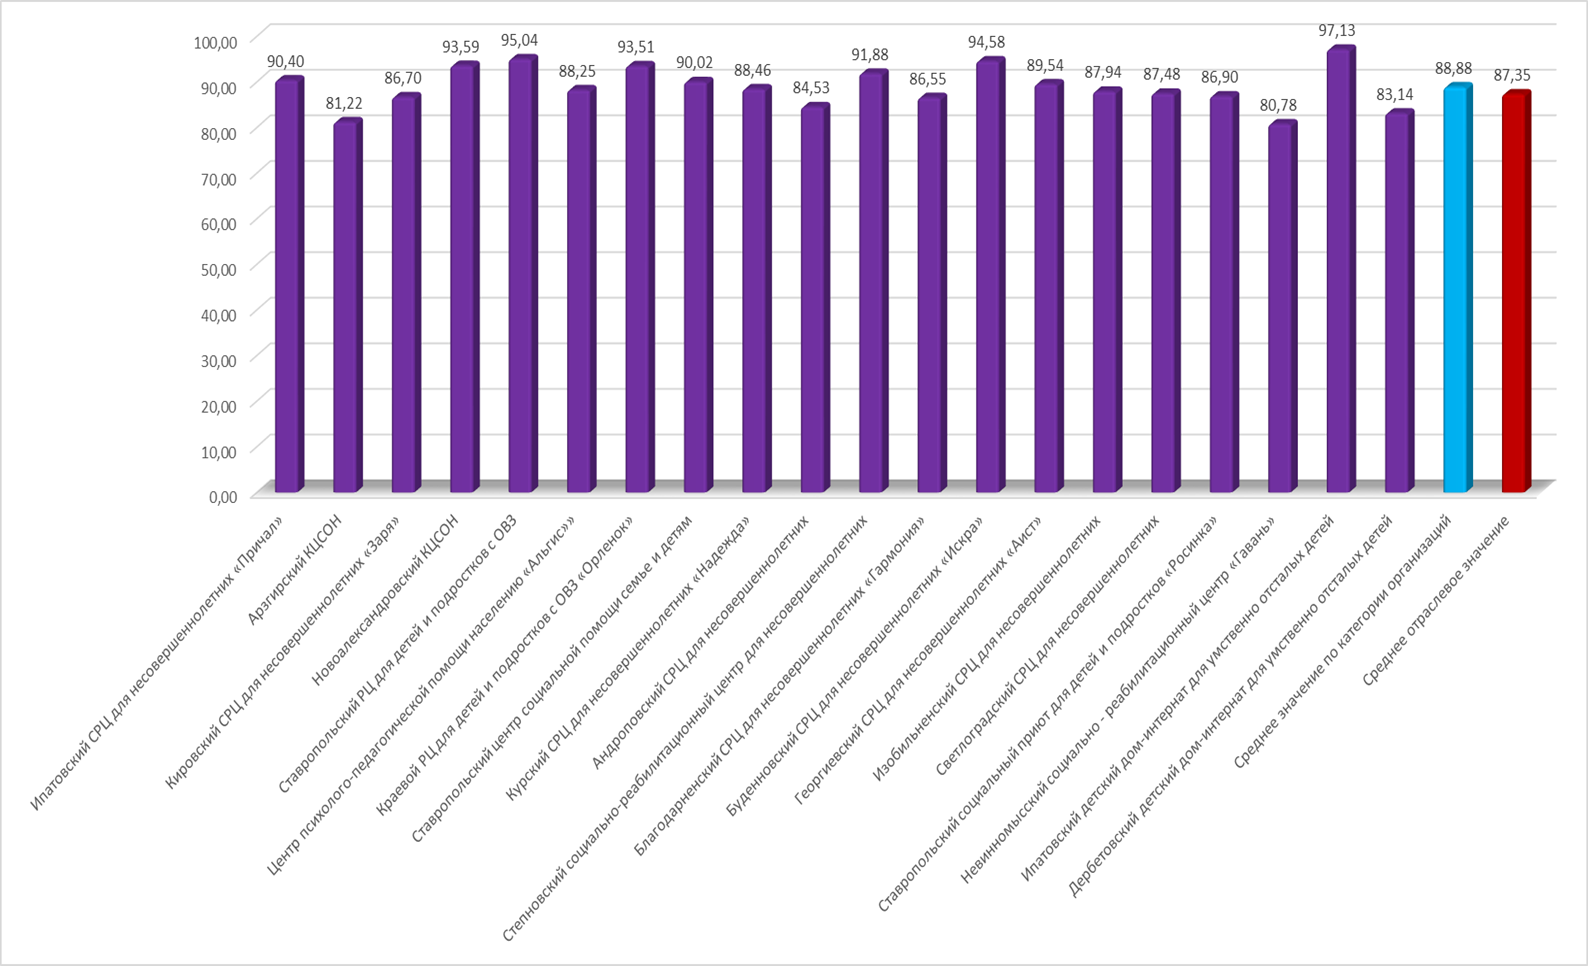 100,00
90,00
80,00
70,00
60,00
50,00
40,00
30,00
20,00
10,00
0,00
90,40
81,22
86,70
93,59
95,04
88,25
93,51
90,02
88,46
84,53
91,88
86,55
94,58
89,54
87,94
87,48
86,90
80,78
97,13
83,14
88,88
87,35
Ипатовский СРЦ для несовершеннолетних «Причал»
Арзгирский КЦСОН
Кировский СРЦ для несовершеннолетних «Заря»
Новоалександровский КЦСОН
Ставропольский РЦ для детей и подростков с ОВЗ
Центр психолого-педагогической помощи населению «Альгис»»
Краевой РЦ для детей и подростков с ОВЗ «Орленок»
Ставропольский центр социальной помощи семье и детям
Курский СРЦ для несовершеннолетних «Надежда»
Андроповский СРЦ для несовершеннолетних
Степновский социально-реабилитационный центр для несовершеннолетних
Благодарненский СРЦ для несовершеннолетних «Гармония»
Буденновский СРЦ для несовершеннолетних «Искра»
Георгиевский СРЦ для несовершеннолетних «Аист»
Изобильненский СРЦ для несовершеннолетних
Светлоградский СРЦ для несовершеннолетних
Ставропольский социальный приют для детей и подростков «Росинка»
Невинномысский социально - реабилитационный центр «Гавань»
Ипатовский детский дом-интернат для умственно отсталых детей
Дербетовский детский дом-интернат для умственно отсталых детей
Среднее значение по категории организаций
Среднее отраслевое значение